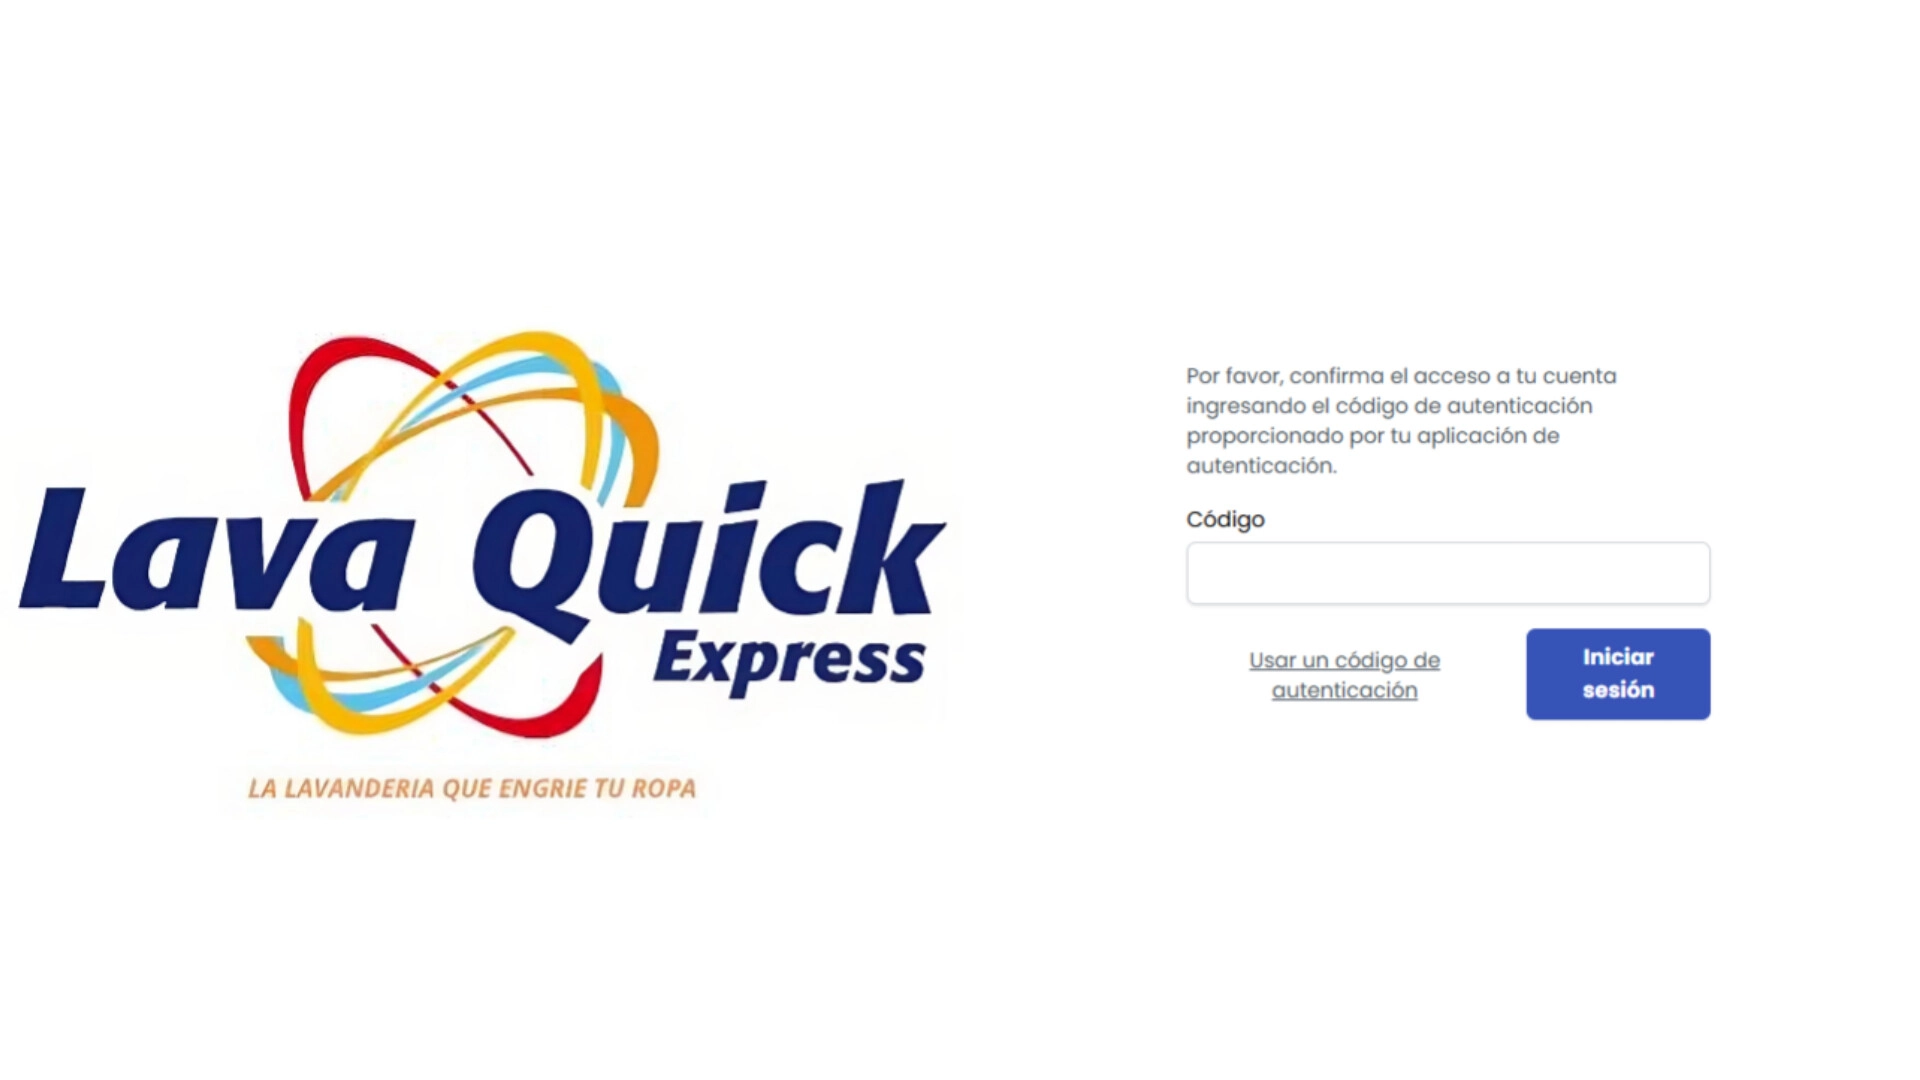 Lava Quick
Express
LA LAVANDERIA QUE ENGRIE TU ROPA
Por favor, confirma el acceso a tu cuenta
ingresando el código de autenticación
proporcionado por tu aplicación de
autenticación.
Código
Usar un código de
autenticación
Iniciar
sesión